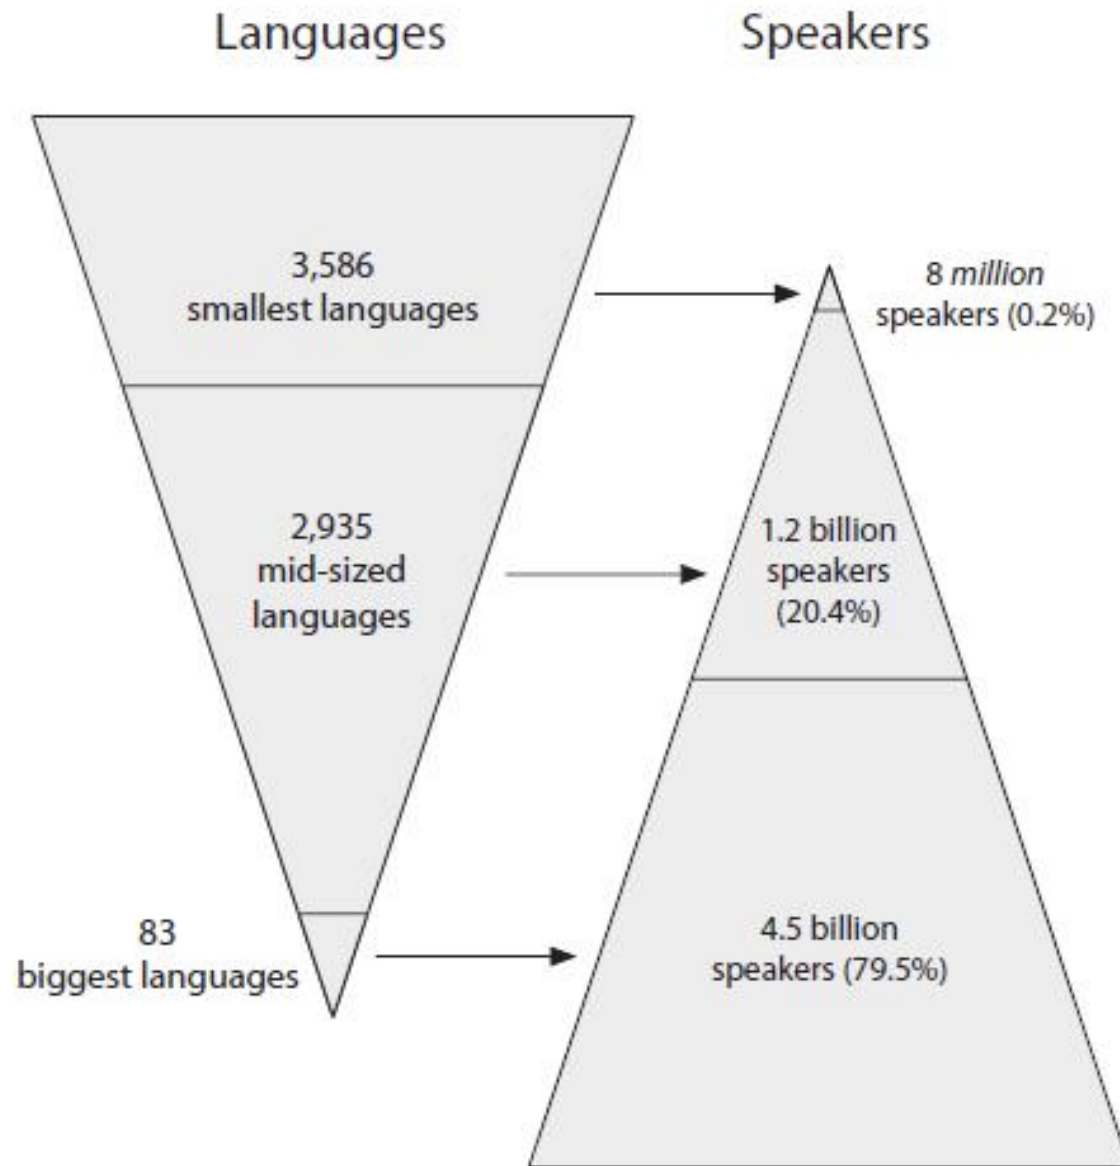 Languages
Speakers
3,586
smallest languages
8 million
speakers (0.2%)
2,935
mid-sized
languages
1.2 billion
speakers
(20.4%)
83
biggest languages
4.5 billion
speakers (79.5%)